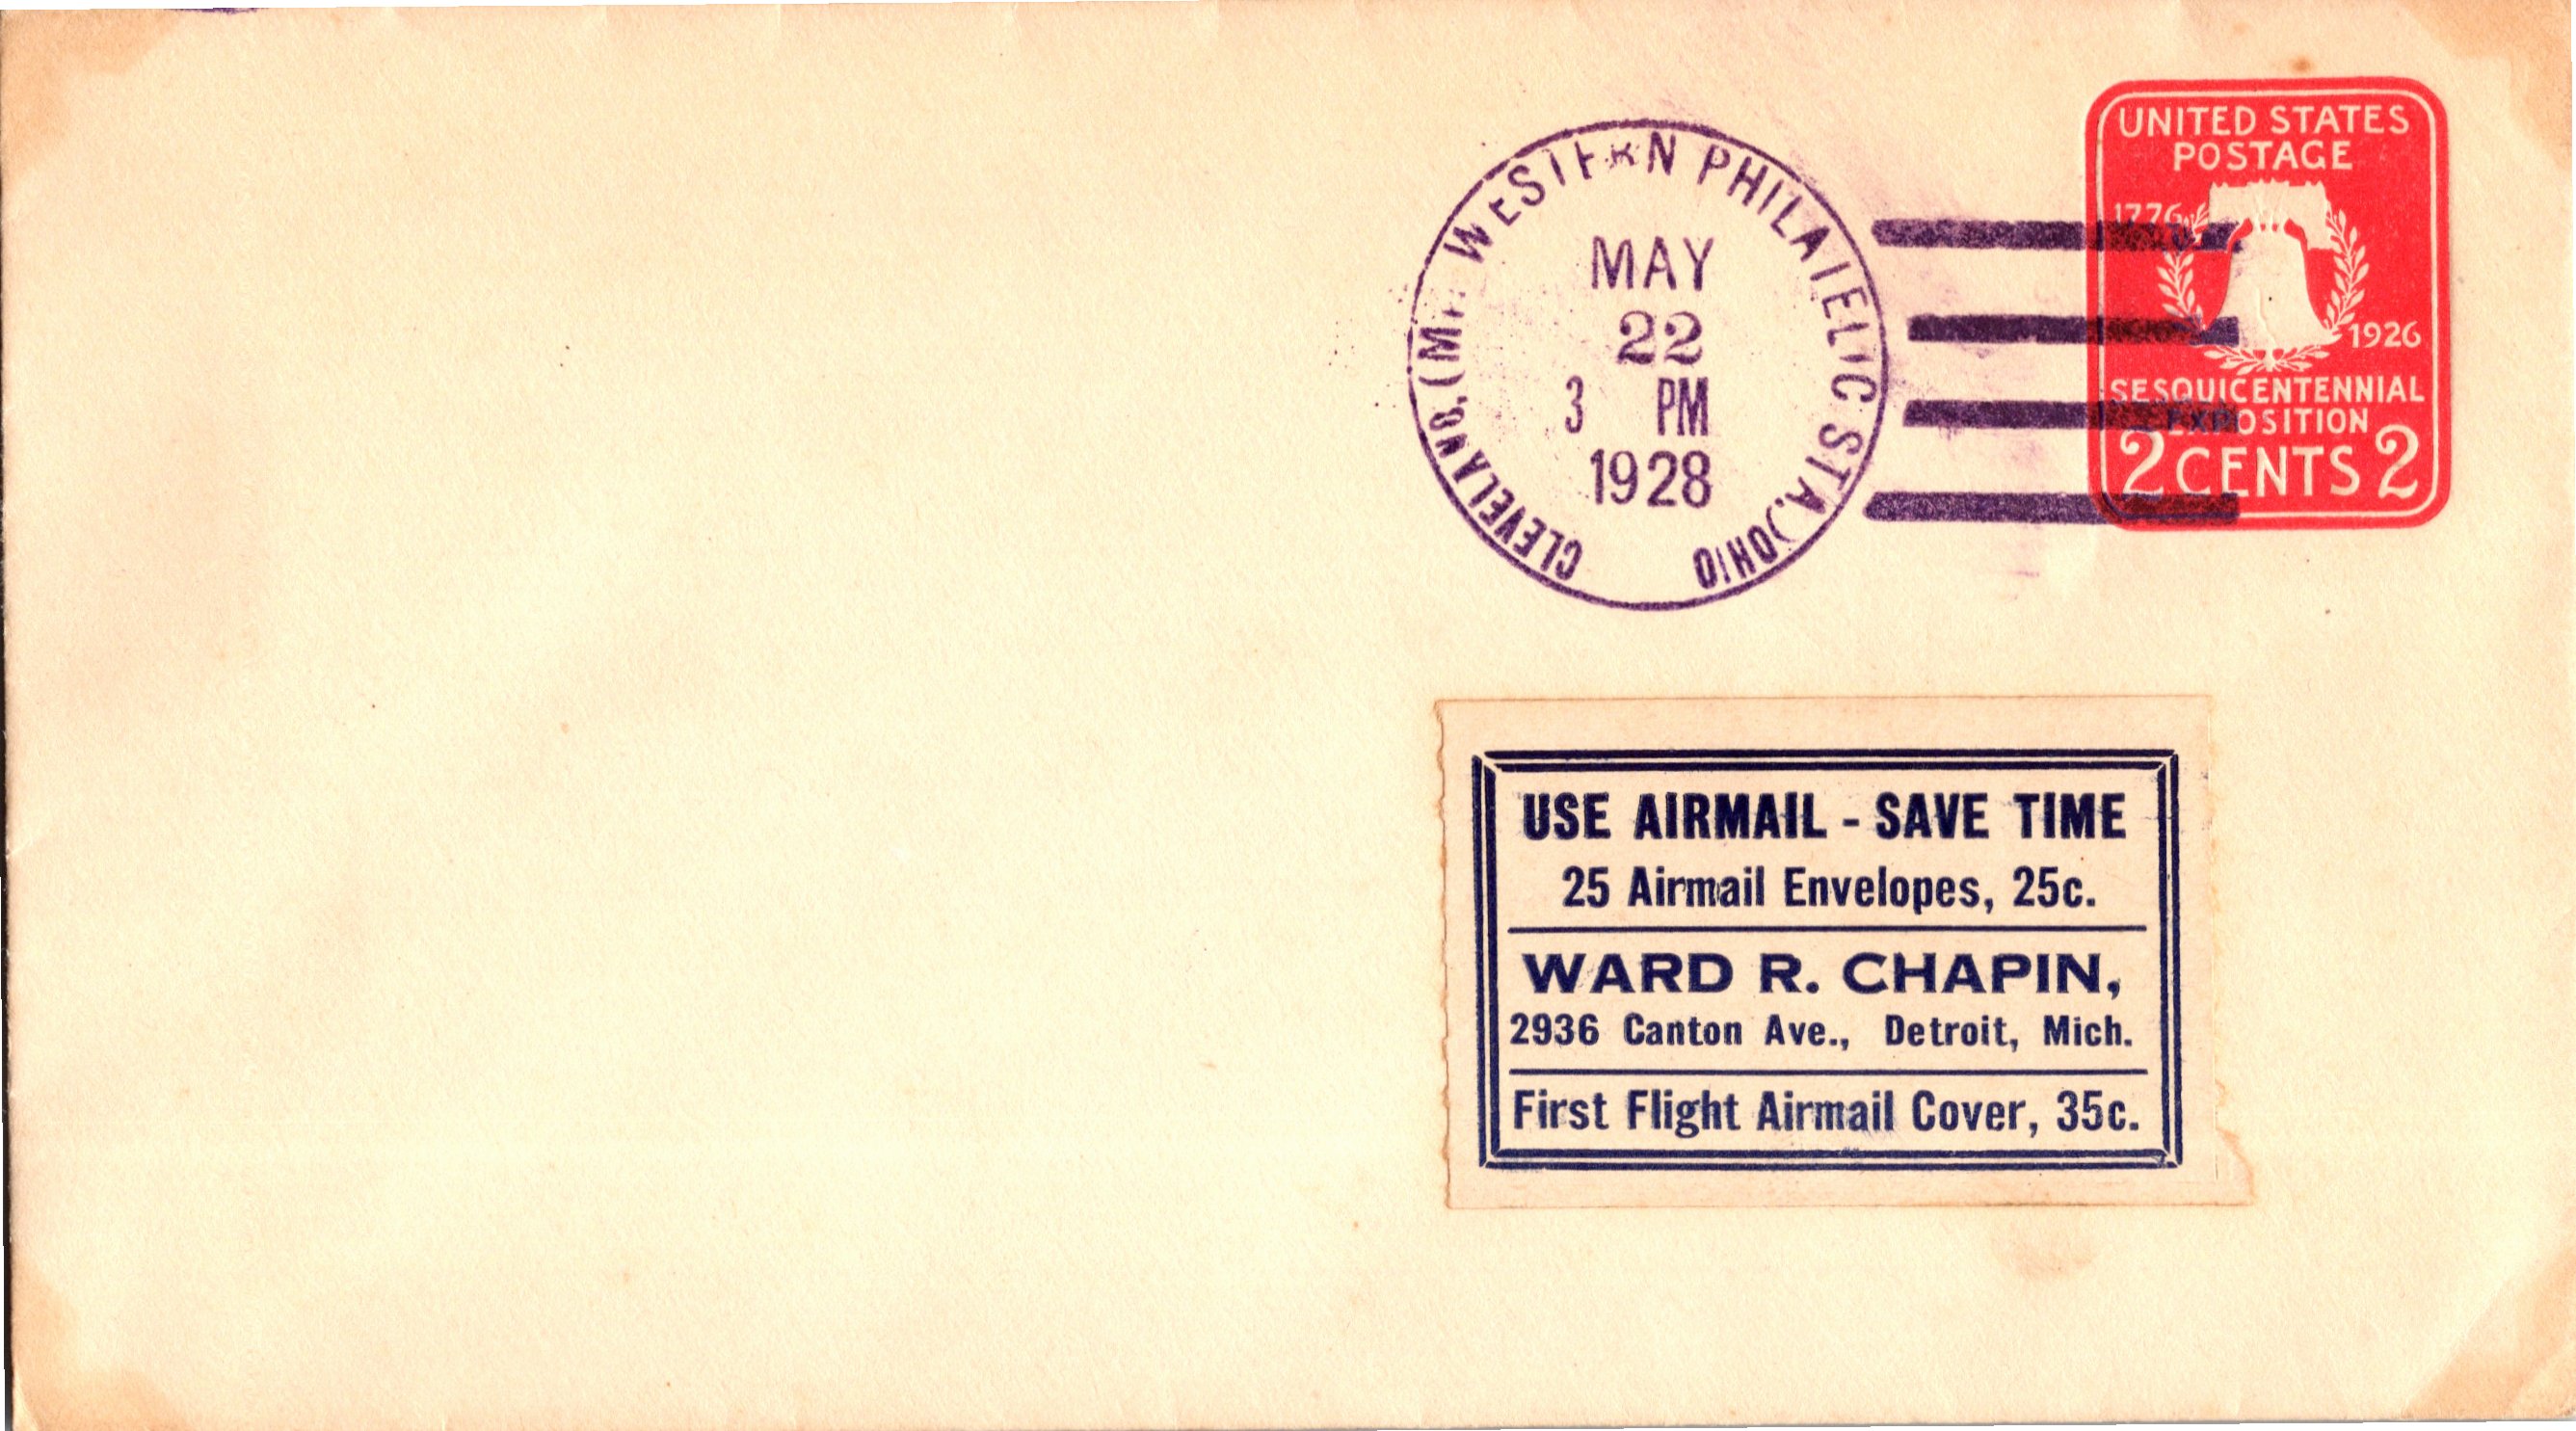 UNITED STATES
POSTAGE
1776
1926
SESQUICENTENNIAL
EXPOSITION
2 CENTS 2
WESTERN PHILATELIC STA.) OHIO
MAY
22
3 PM
1928
USE AIRMAIL - SAVE TIME
25 Airmail Envelopes, 25c.
WARD R. CHAPIN,
2936 Canton Ave., Detroit, Mich.
First Flight Airmail Cover, 35c.